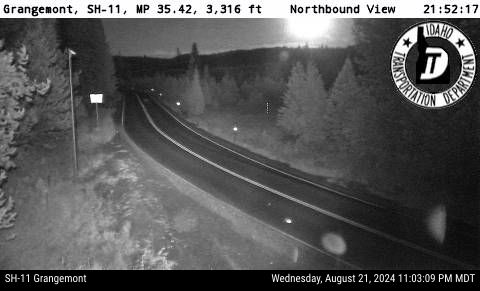 Grangemont, SH-11, MP 35.42, 3,316 ft    Northbound View    21:52:17
IDAHO
TRANSPORTATION DEPARTMENT
SH-11 Grangemont    Wednesday, August 21, 2024 11:03:09 PM MDT